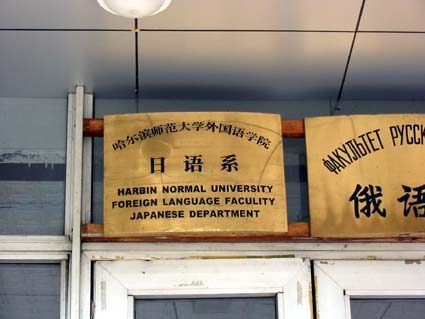 哈尔滨师范大学外国语学院
日语系
HARBIN NORMAL UNIVERSITY
FOREIGN LANGUAGE FACULITY
JAPANESE DEPARTMENT
ФАКУЛЬТЕТ РУССК
俄语